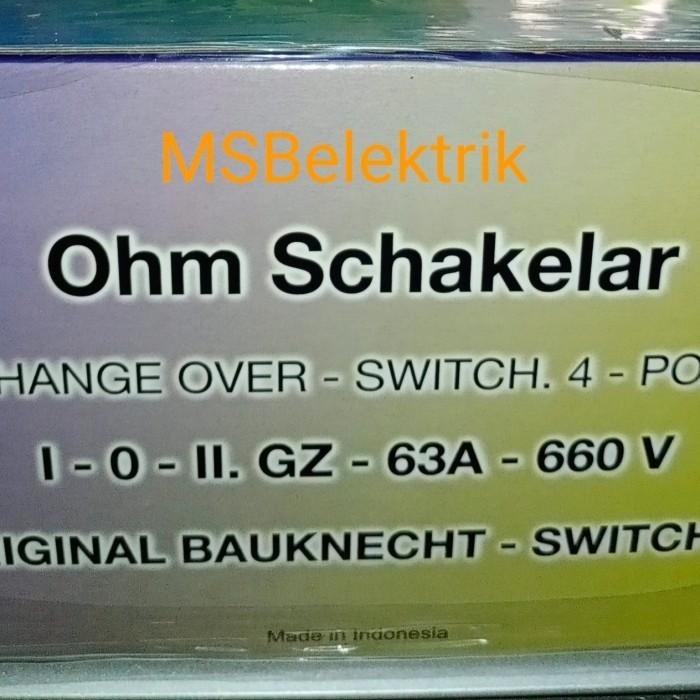 MSBelektrik
Ohm Schakelar
HANGE OVER - SWITCH. 4 - PO
I - 0 - II. GZ - 63A - 660 V
IGINAL BAUKNECHT - SWITCH
Made in Indonesia